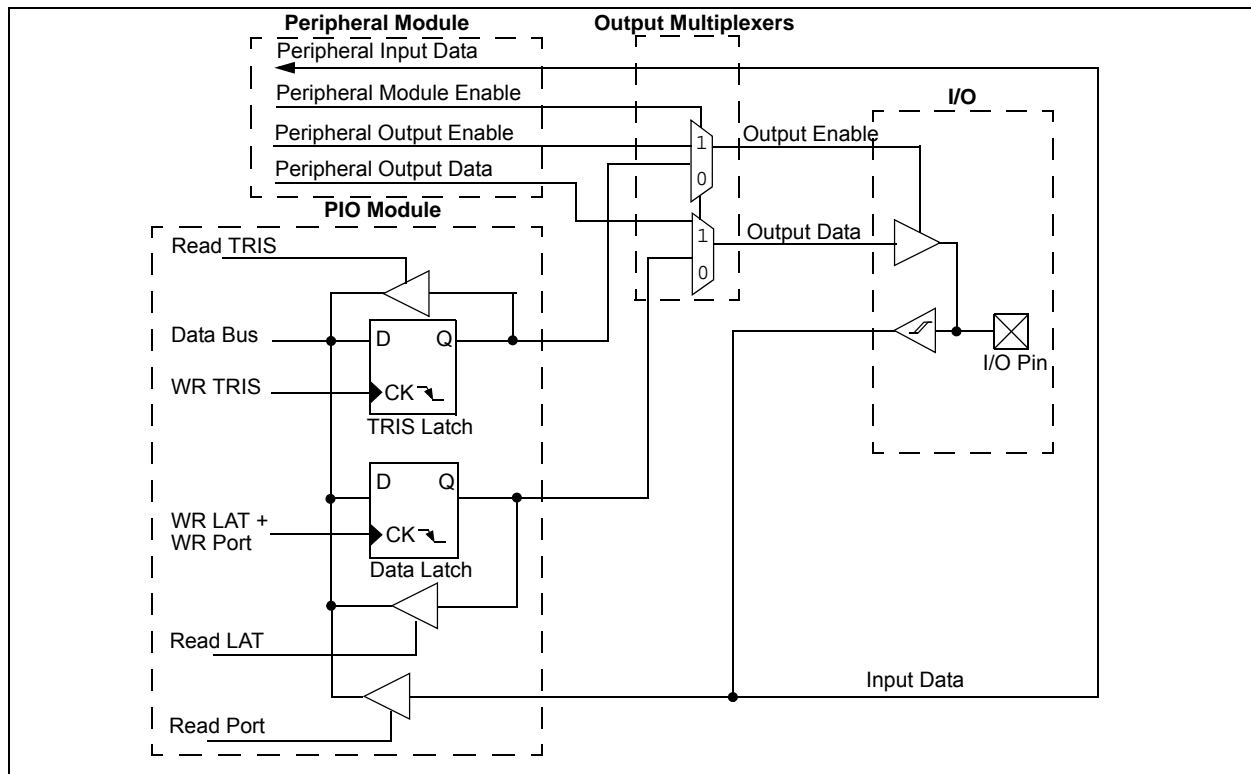 Peripheral Module
Output Multiplexers
Peripheral Input Data
Peripheral Module Enable
I/O
Peripheral Output Enable
1
Output Enable
Peripheral Output Data
0
PIO Module
Read TRIS
1
Output Data
0
Data Bus
D
Q
I/O Pin
WR TRIS
CK
TRIS Latch
D
Q
WR LAT +
WR Port
CK
Data Latch
Read LAT
Input Data
Read Port